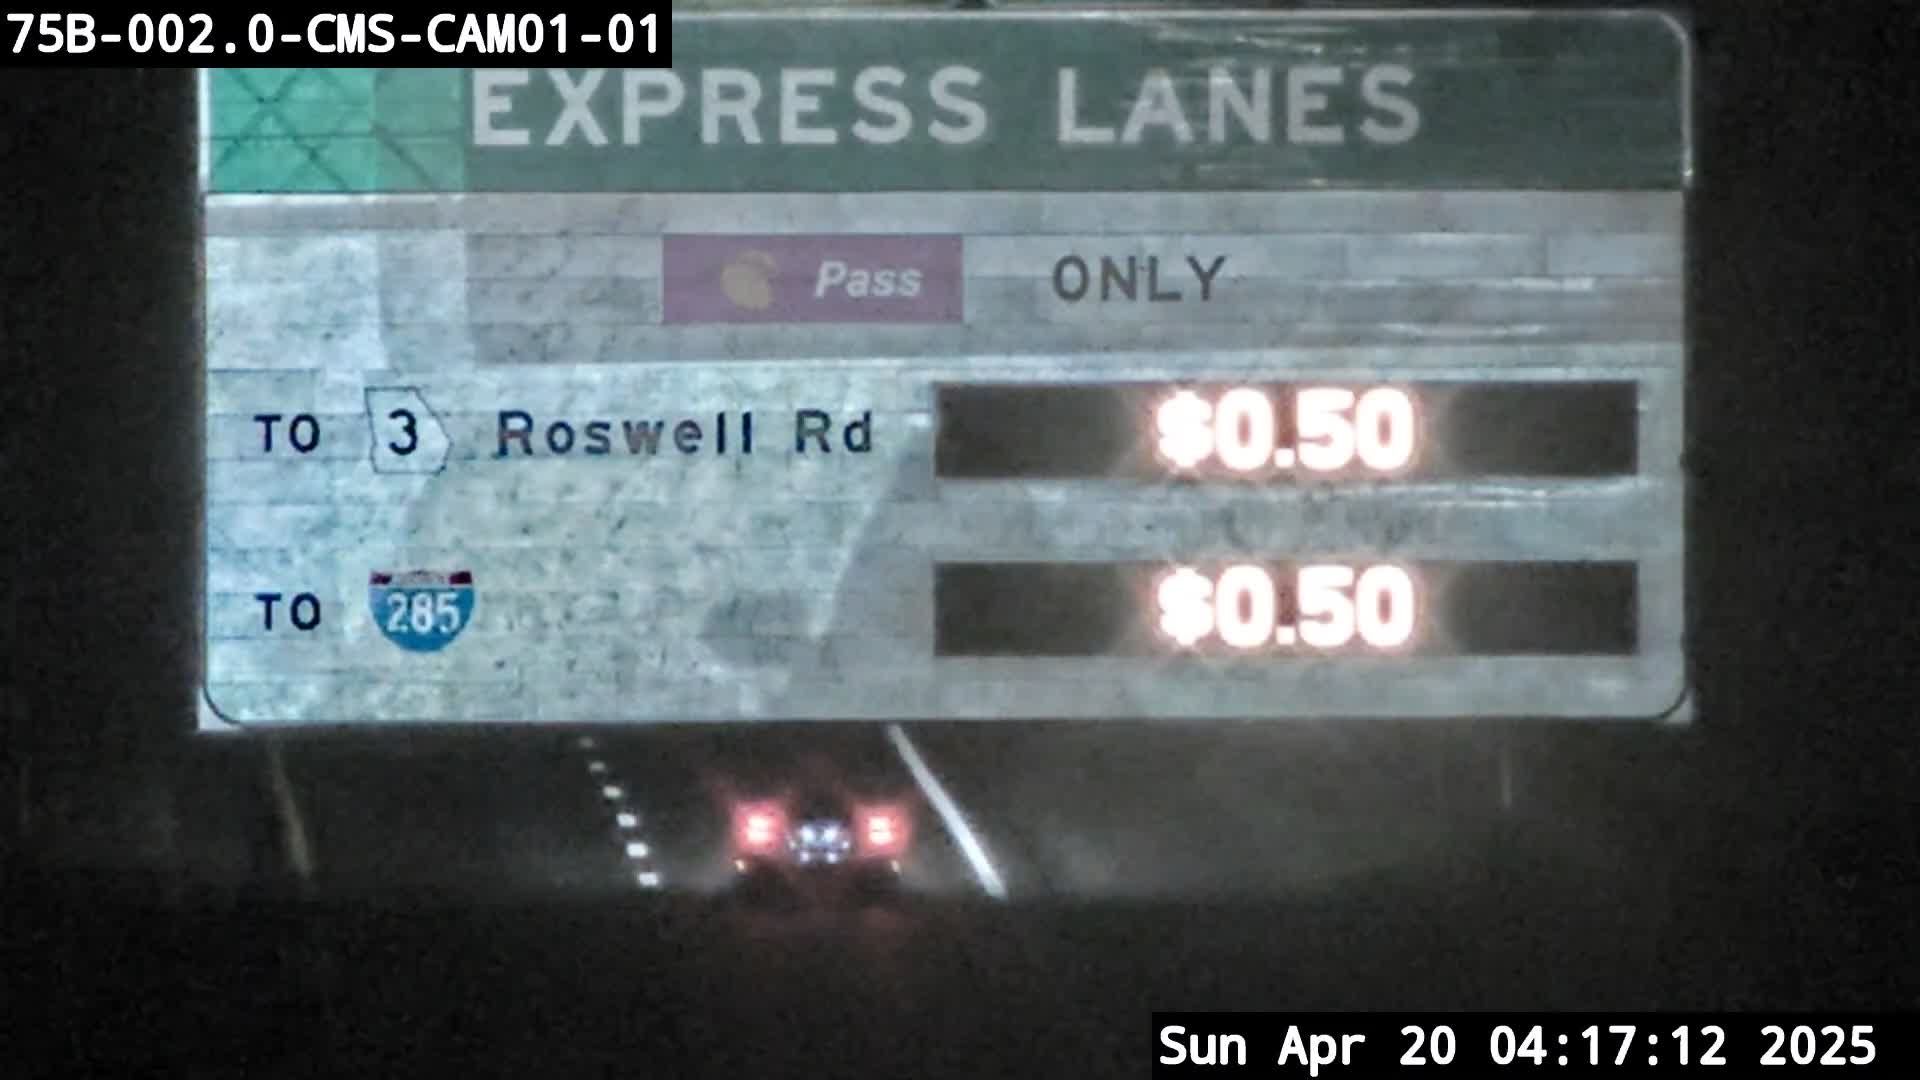 75B-002.0-CMS-CAM01-01
EXPRESS LANES
Pass ONLY
TO 3 Roswell Rd $0.50
TO 285 $0.50
Sun Apr 20 04:17:12 2025